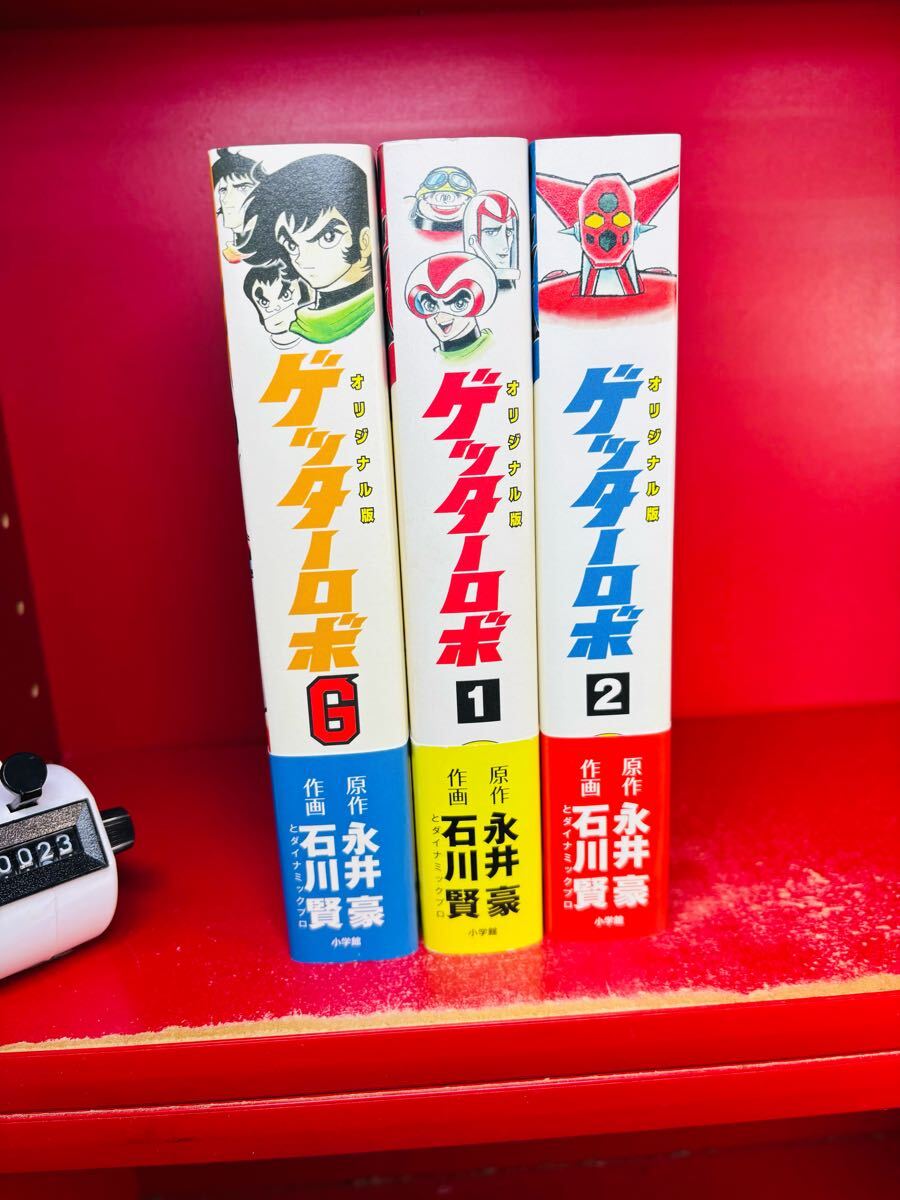 オリジナル版
ゲッターロボ
G
原作 永井豪
作画 石川賢
とダイナミックプロ
小学館
オリジナル版
ゲッターロボ
1
原作 永井豪
作画 石川賢
とダイナミックプロ
小学館
オリジナル版
ゲッターロボ
2
原作 永井豪
作画 石川賢
とダイナミックプロ
小学館
0023